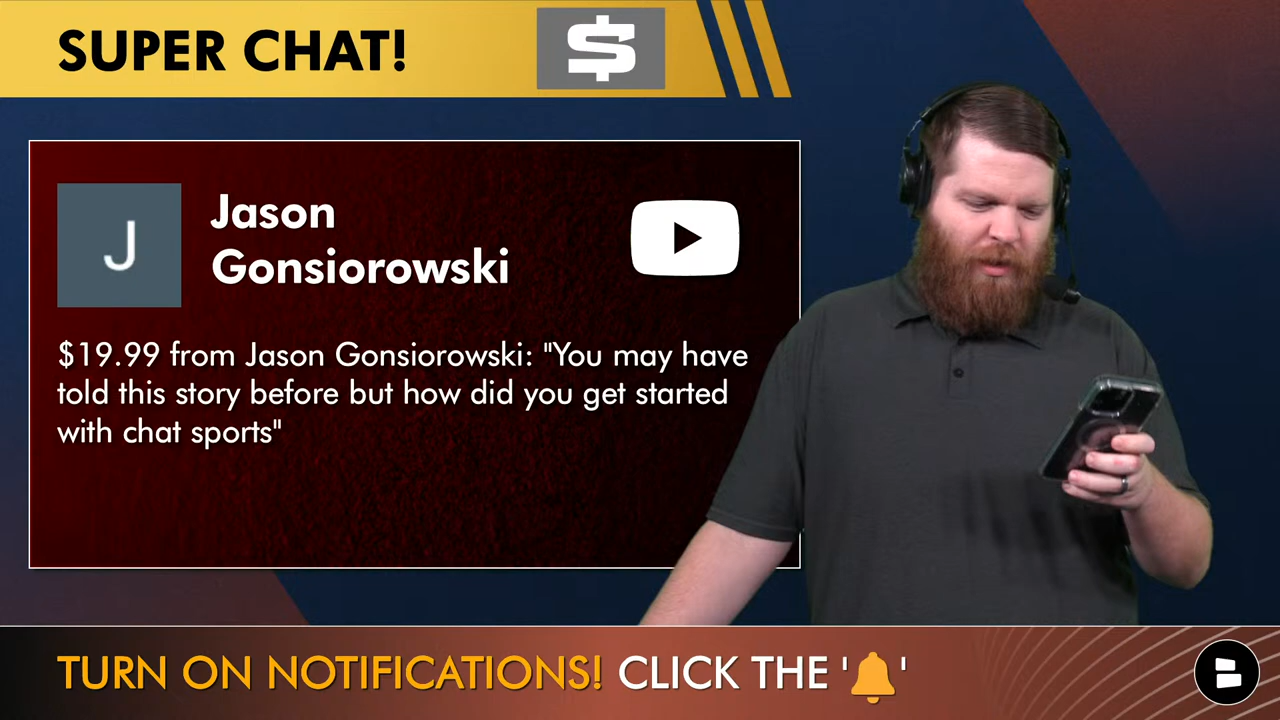 SUPER CHAT!
$
J
Jason
Gonsiorowski
$19.99 from Jason Gonsiorowski: "You may have
told this story before but how did you get started
with chat sports"
TURN ON NOTIFICATIONS! CLICK THE '🔔'